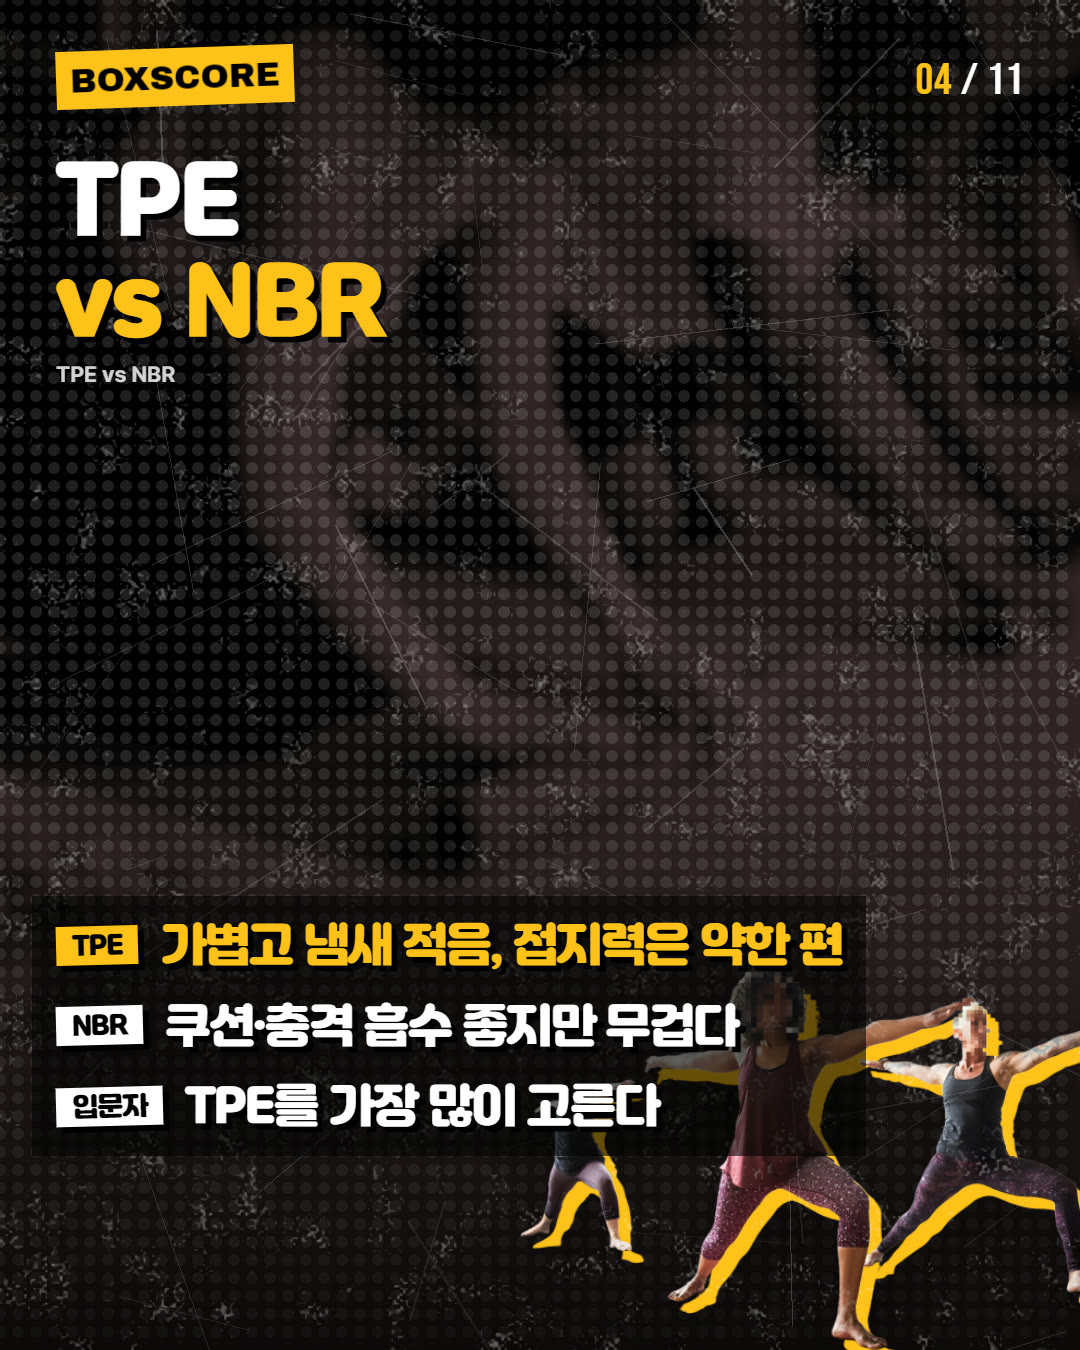 BOXSCORE
04 / 11
TPE
vs NBR
TPE vs NBR
TPE 가볍고 냄새 적음, 접지력은 약한 편
NBR 쿠션·충격 흡수 좋지만 무겁다
입문자 TPE를 가장 많이 고른다